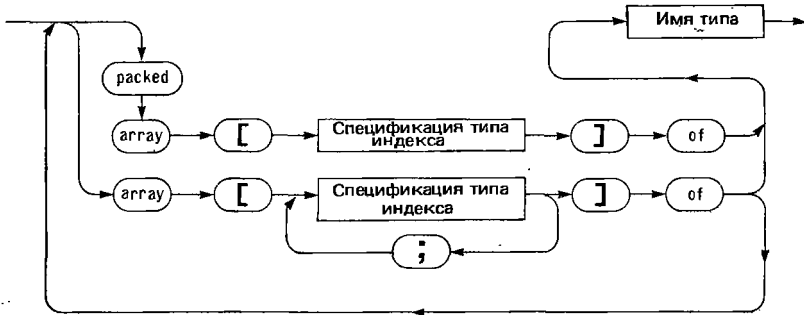 Имя типа
packed
array [ Спецификация типа индекса ] of
array [ Спецификация типа индекса ] of
;